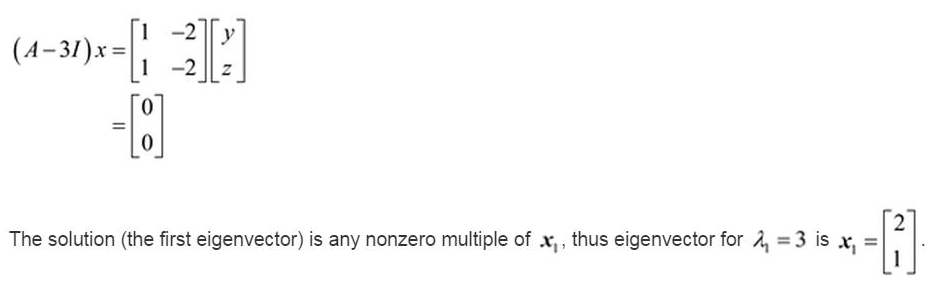 (A−3I)x = [1 −2; 1 −2][y; z]
= [0; 0]
The solution (the first eigenvector) is any nonzero multiple of x₁, thus eigenvector for λ₁ = 3 is x₁ = [2; 1].